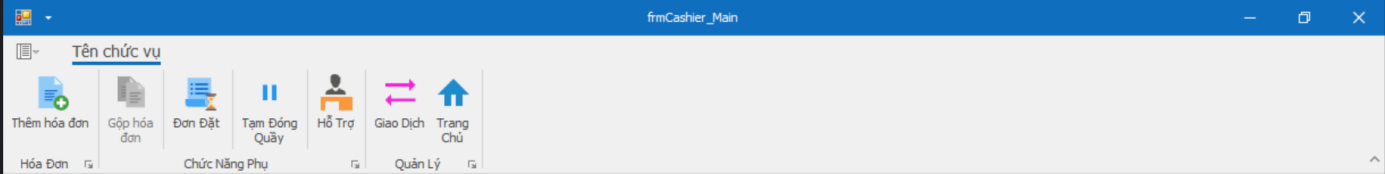 frmCashier_Main
Tên chức vụ
Thêm hóa đơn
Gộp hóa
đơn
Đơn Đặt
Tạm Đóng
Quầy
Hỗ Trợ
Giao Dịch
Trang
Chủ
Hóa Đơn
Chức Năng Phụ
Quản Lý